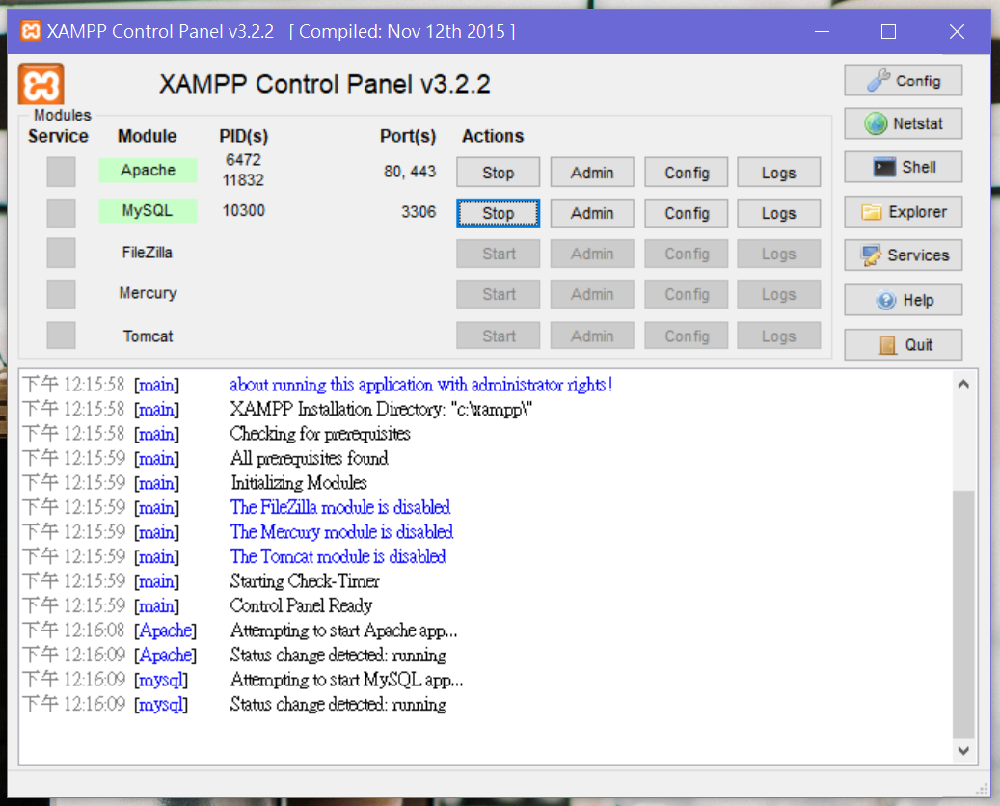 XAMPP Control Panel v3.2.2 [ Compiled: Nov 12th 2015 ]
XAMPP Control Panel v3.2.2
Config
Modules
Service Module PID(s) Port(s) Actions
Netstat
Apache 6472 11832 80, 443 Stop Admin Config Logs
Shell
MySQL 10300 3306 Stop Admin Config Logs
Explorer
FileZilla Start Admin Config Logs
Services
Mercury Start Admin Config Logs
Help
Tomcat Start Admin Config Logs
Quit
下午 12:15:58 [main] about running this application with administrator rights!
下午 12:15:58 [main] XAMPP Installation Directory: "c:\xampp\"
下午 12:15:58 [main] Checking for prerequisites
下午 12:15:59 [main] All prerequisites found
下午 12:15:59 [main] Initializing Modules
下午 12:15:59 [main] The FileZilla module is disabled
下午 12:15:59 [main] The Mercury module is disabled
下午 12:15:59 [main] The Tomcat module is disabled
下午 12:15:59 [main] Starting Check-Timer
下午 12:15:59 [main] Control Panel Ready
下午 12:16:08 [Apache] Attempting to start Apache app...
下午 12:16:09 [Apache] Status change detected: running
下午 12:16:09 [mysql] Attempting to start MySQL app...
下午 12:16:09 [mysql] Status change detected: running